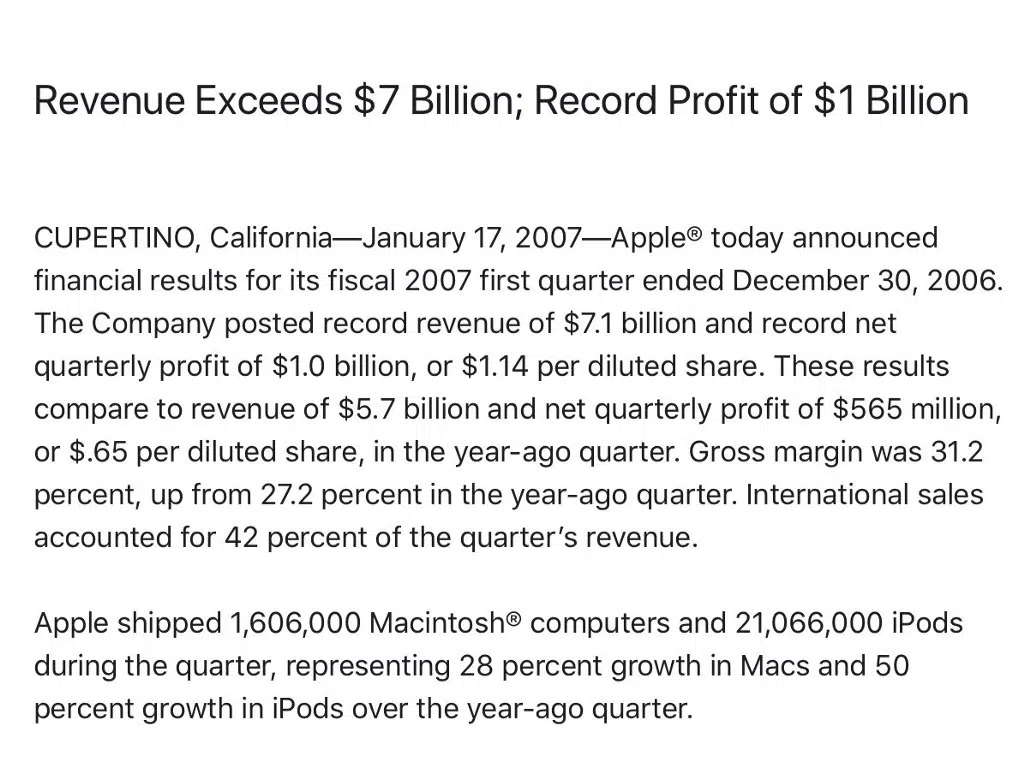 Revenue Exceeds $7 Billion; Record Profit of $1 Billion
CUPERTINO, California—January 17, 2007—Apple® today announced
financial results for its fiscal 2007 first quarter ended December 30, 2006.
The Company posted record revenue of $7.1 billion and record net
quarterly profit of $1.0 billion, or $1.14 per diluted share. These results
compare to revenue of $5.7 billion and net quarterly profit of $565 million,
or $.65 per diluted share, in the year-ago quarter. Gross margin was 31.2
percent, up from 27.2 percent in the year-ago quarter. International sales
accounted for 42 percent of the quarter’s revenue.
Apple shipped 1,606,000 Macintosh® computers and 21,066,000 iPods
during the quarter, representing 28 percent growth in Macs and 50
percent growth in iPods over the year-ago quarter.